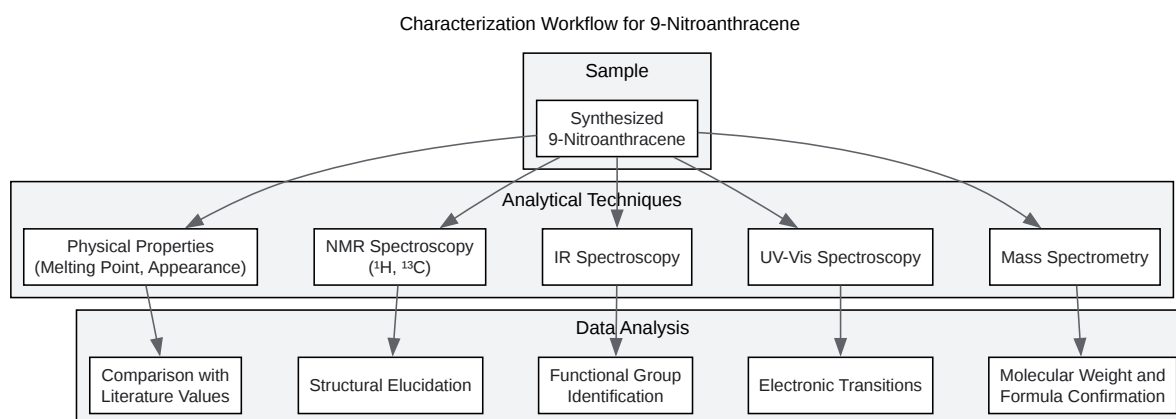 Characterization Workflow for 9-Nitroanthracene
Sample
Synthesized
9-Nitroanthracene
Analytical Techniques
Physical Properties
(Melting Point, Appearance)
NMR Spectroscopy
(¹H, ¹³C)
IR Spectroscopy
UV-Vis Spectroscopy
Mass Spectrometry
Data Analysis
Comparison with
Literature Values
Structural Elucidation
Functional Group
Identification
Electronic Transitions
Molecular Weight and
Formula Confirmation